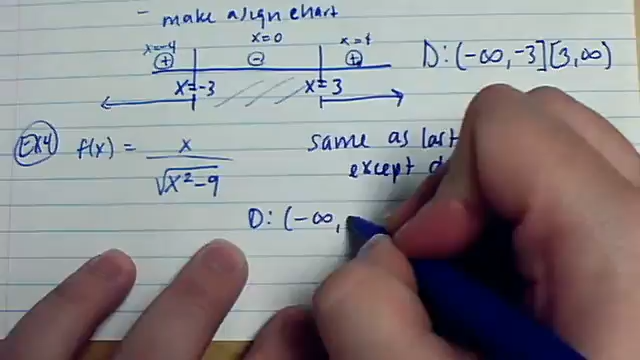 - make a sign chart
x=-4 x=0 x=4
+ - + D: (-∞, -3][3, ∞)
x=-3 x=3
EX4 f(x) = x / √x²-9 same as last
except
D: (-∞,